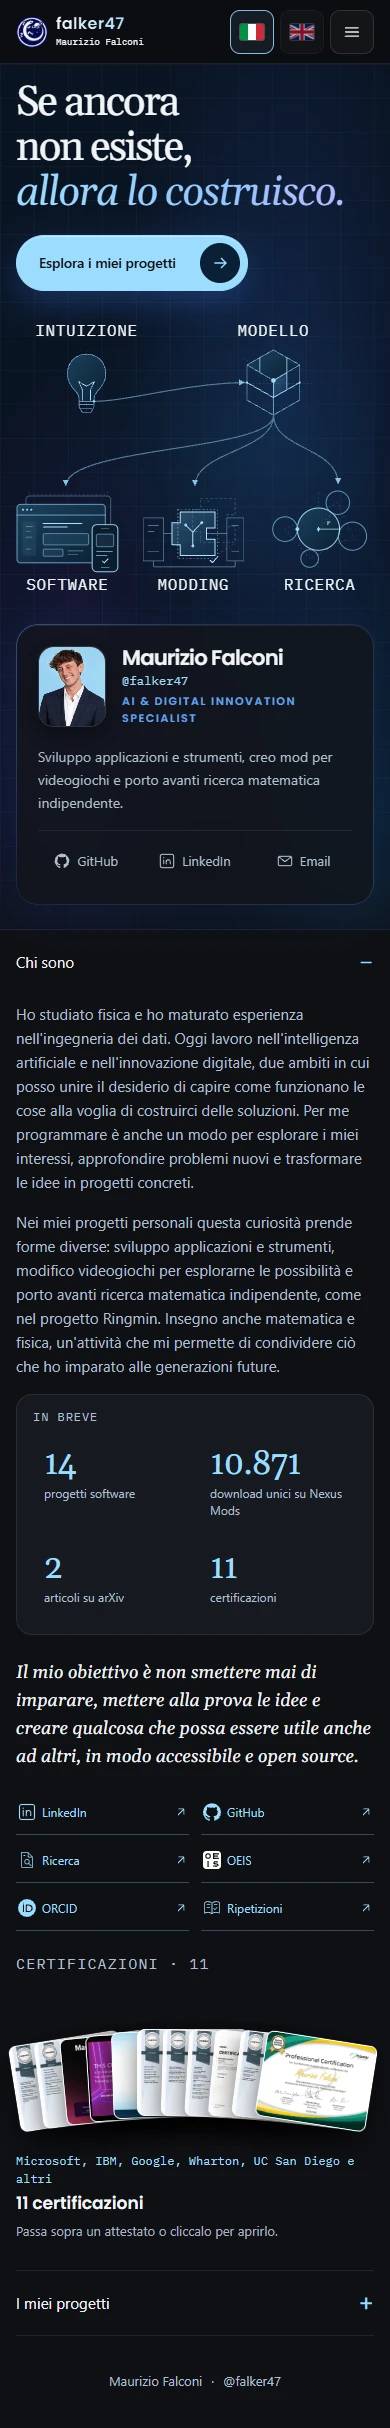 falker47
Maurizio Falconi
Se ancora
non esiste,
allora lo costruisco.
Esplora i miei progetti
INTUIZIONE
MODELLO
SOFTWARE
MODDING
RICERCA
Maurizio Falconi
@falker47
AI & DIGITAL INNOVATION
SPECIALIST
Sviluppo applicazioni e strumenti, creo mod per
videogiochi e porto avanti ricerca matematica
indipendente.
GitHub
LinkedIn
Email
Chi sono
Ho studiato fisica e ho maturato esperienza
nell'ingegneria dei dati. Oggi lavoro nell'intelligenza
artificiale e nell'innovazione digitale, due ambiti in cui
posso unire il desiderio di capire come funzionano le
cose alla voglia di costruirci delle soluzioni. Per me
programmare è anche un modo per esplorare i miei
interessi, approfondire problemi nuovi e trasformare
le idee in progetti concreti.
Nei miei progetti personali questa curiosità prende
forme diverse: sviluppo applicazioni e strumenti,
modifico videogiochi per esplorarne le possibilità e
porto avanti ricerca matematica indipendente, come
nel progetto Ringmin. Insegno anche matematica e
fisica, un'attività che mi permette di condividere ciò
che ho imparato alle generazioni future.
IN BREVE
14
progetti software
10.871
download unici su Nexus
Mods
2
articoli su arXiv
11
certificazioni
Il mio obiettivo è non smettere mai di
imparare, mettere alla prova le idee e
creare qualcosa che possa essere utile anche
ad altri, in modo accessibile e open source.
LinkedIn
GitHub
Ricerca
OEIS
OEIS
ORCID
Ripetizioni
CERTIFICAZIONI · 11
Professional Certification
Microsoft, IBM, Google, Wharton, UC San Diego e
altri
11 certificazioni
Passa sopra un attestato o cliccalo per aprirlo.
I miei progetti
Maurizio Falconi · @falker47